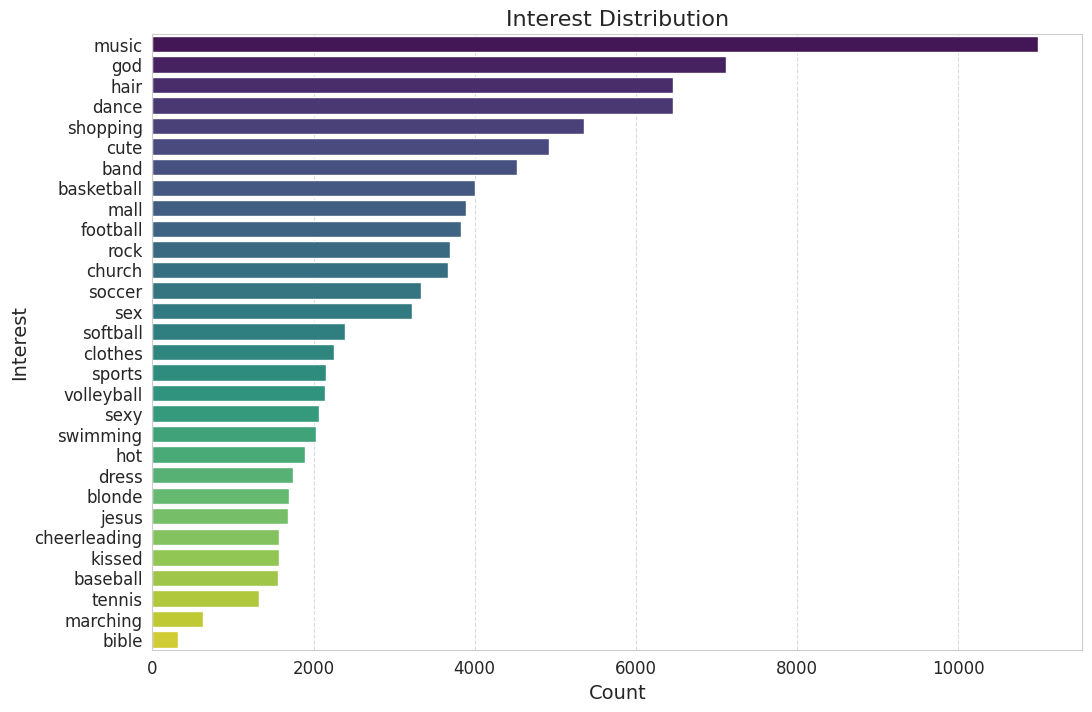 Interest Distribution
music
god
hair
dance
shopping
cute
band
basketball
mall
football
rock
church
soccer
sex
softball
clothes
sports
volleyball
sexy
swimming
hot
dress
blonde
jesus
cheerleading
kissed
baseball
tennis
marching
bible
Interest
0 2000 4000 6000 8000 10000
Count